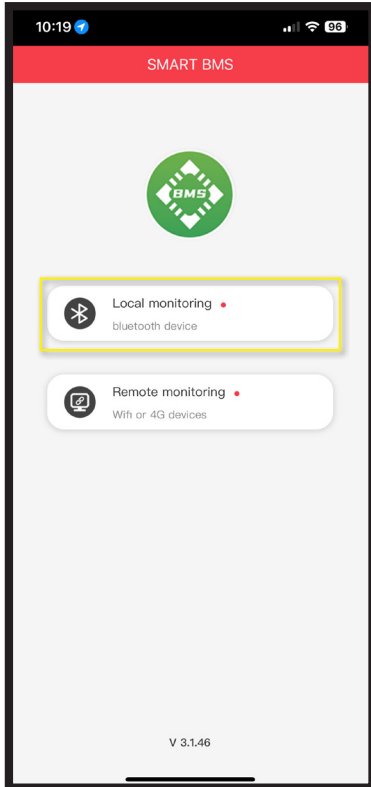 10:19
96
SMART BMS
BMS
Local monitoring
bluetooth device
Remote monitoring
Wifi or 4G devices
V 3.1.46